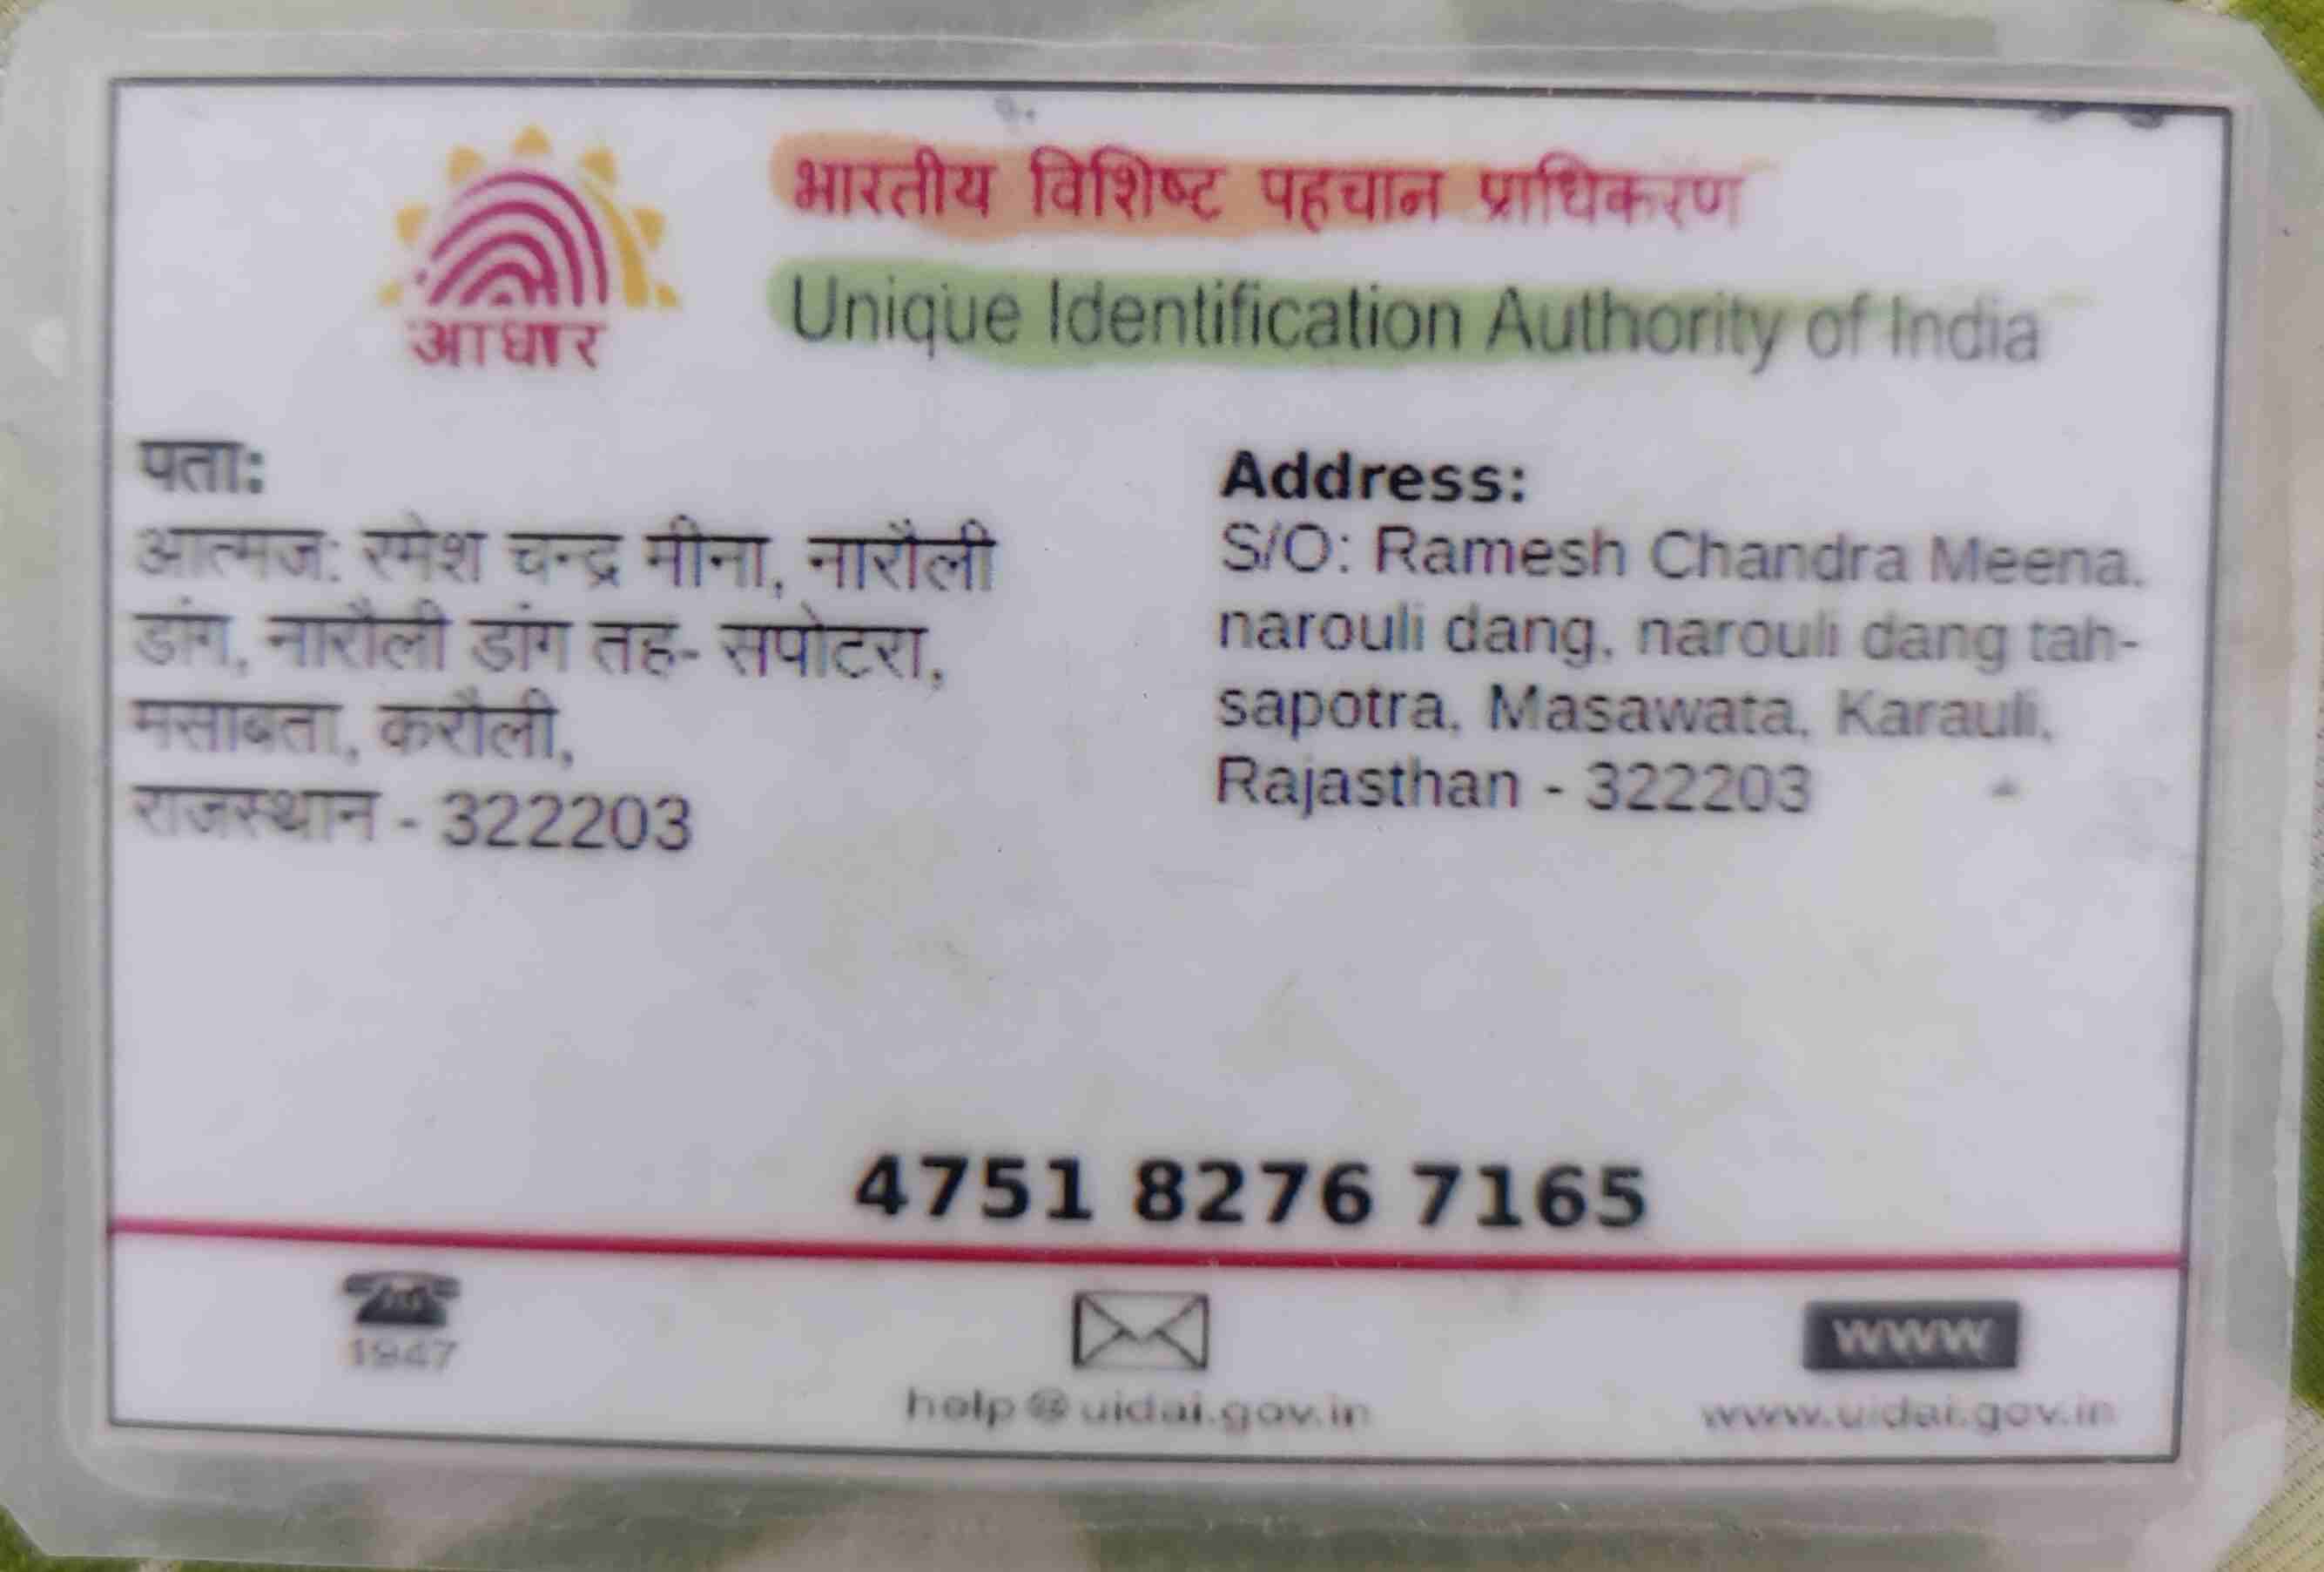 भारतीय विशिष्ट पहचान प्राधिकरण
Unique Identification Authority of India
आधार
पता:
आत्मज: रमेश चन्द्र मीना, नारौली
डांग, नारौली डांग तह- सपोटरा,
मसाबता, करौली,
राजस्थान - 322203
Address:
S/O: Ramesh Chandra Meena,
narouli dang, narouli dang tah-
sapotra, Masawata, Karauli,
Rajasthan - 322203
4751 8276 7165
1947
help@uidai.gov.in
www
www.uidai.gov.in